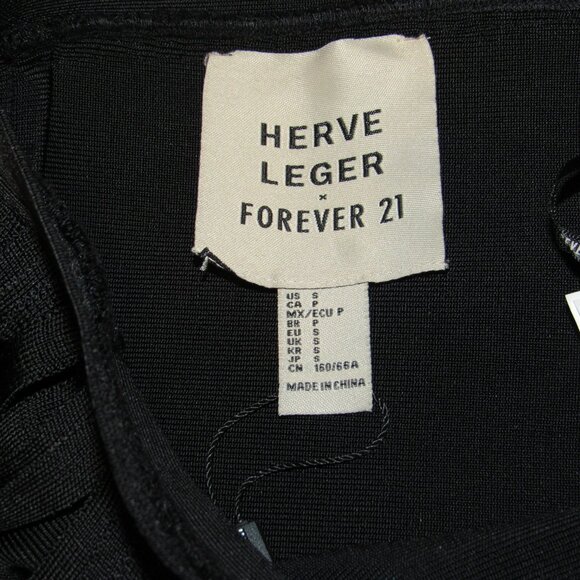 HERVE
LEGER
×
FOREVER 21
US S
CA P
MX/ECU P
BR P
EU S
UK S
KR S
JP S
CN 160/66A
MADE IN CHINA